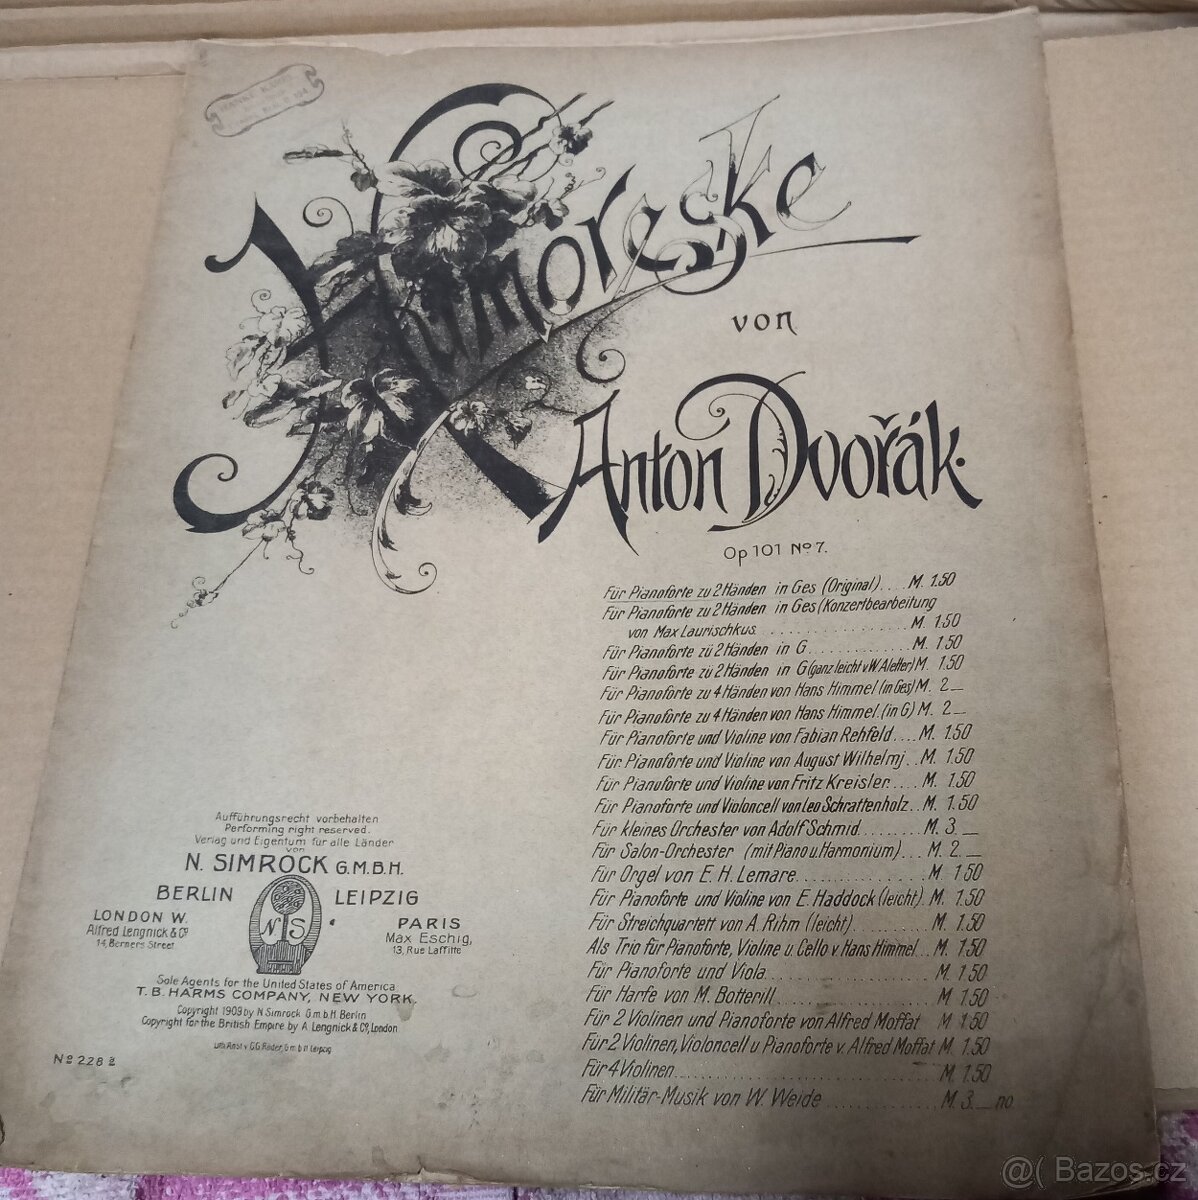 Humoreske
von
Anton Dvořák.
Op 101 No 7.
Für Pianoforte zu 2 Händen in Ges (Original) . . . M. 1.50
Für Pianoforte zu 2 Händen in Ges (Konzertbearbeitung
von Max Laurischkus. . . . . . . . . . . . . M. 1.50
Für Pianoforte zü 2 Händen in G. . . . . . . . . . . . . M. 1.50
Für Pianoforte zü 2 Händen in G (ganz leicht v. W. Aletter) M. 1.50
Für Pianoforte zu 4 Händen von Hans Himmel (in Ges) M. 2._
Für Pianoforte zu 4 Händen von Hans Himmel. (in G) M. 2._
Für Pianoforte und Violine von Fabian Rehfeld. . . . M. 1.50
Für Pianoforte und Violine von August Wilhelmj. . . M. 1.50
Für Pianoforte und Violine von Fritz Kreisler. . . . M. 1.50
Für Pianoforte und Violoncell von Leo Schrattenholz. . M. 1.50
Für kleines Orchester von Adolf Schmid. . . . . . . . M. 3._
Für Salon-Orchester (mit Piano u. Harmonium). . . M. 2._
Für Orgel von E. H. Lemare. . . . . . . . . . . . . . . M 1.50
Für Pianoforte und Violine von E. Haddock (leicht). M. 1.50
Für Streichquartett von A. Rihm (leicht). . . . . . . . M. 1.50
Als Trio für Pianoforte, Violine u. Cello v Hans Himmel . . M. 1.50
Für Pianoforte und Viola. . . . . . . . . . . . . . . . . M. 1.50
Für Harfe von M. Botterill. . . . . . . . . . . . . . . . M 1.50
Für 2 Violinen und Pianoforte von Alfred Moffat M 1.50
Für 2 Violinen, Violoncell u Pianoforte v. Alfred Moffat M. 1.50
Für 4 Violinen. . . . . . . . . . . . . . . . . . . . . . . M. 1.50
Für Militär-Musik von W. Weide . . . . . . . . . . . M. 3._ no
Aufführungsrecht vorbehalten
Performing right reserved.
Verlag und Eigentum für alle Länder
von
N. SIMROCK G.M.B.H.
BERLIN LEIPZIG
N S
LONDON W.
Alfred Lengnick & Co
14, Berners Street
PARIS
Max Eschig,
13, Rue Laffitte
Sole Agents for the United States of America
T. B. HARMS COMPANY, NEW YORK.
Copyright 1903 by N Simrock G m b H. Berlin
Copyright for the British Empire by A. Lengnick & Co, London
Lith. Anst v. C.G. Röder, G m b H Leipzig
No 228 a
@( Bazos.cz